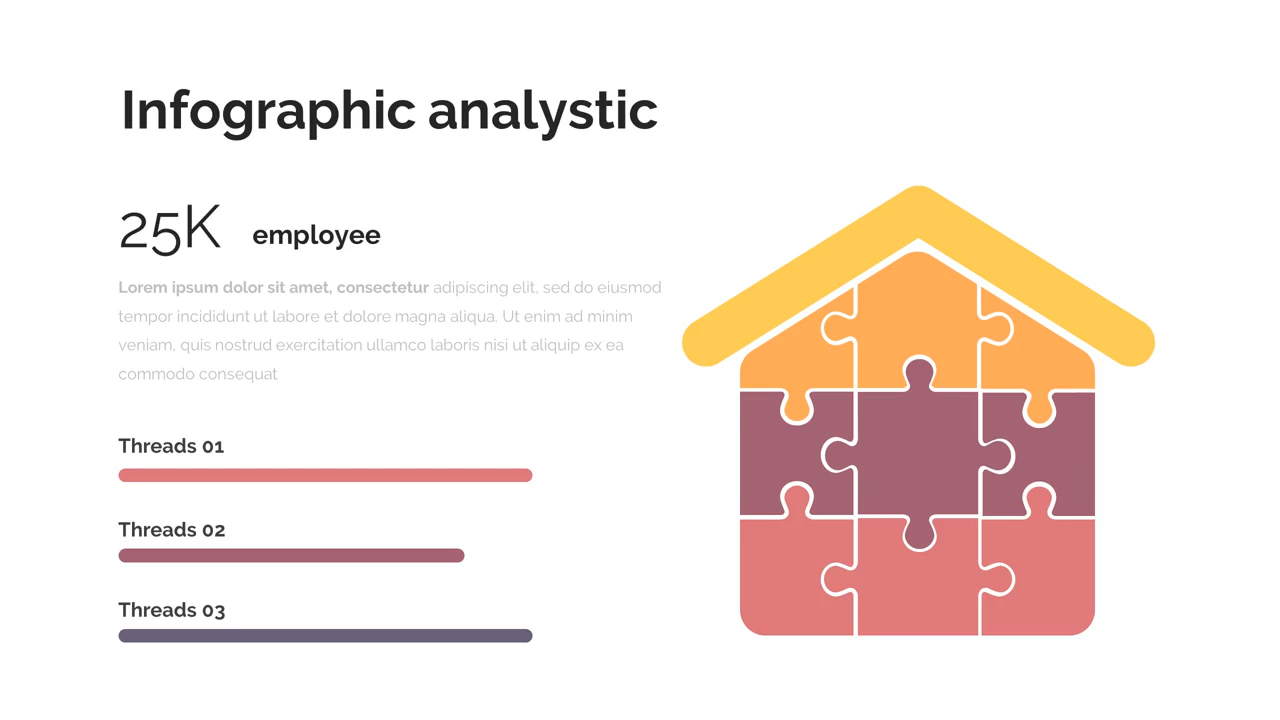 Infographic analystic
25K employee
Lorem ipsum dolor sit amet, consectetur adipiscing elit, sed do eiusmod
tempor incididunt ut labore et dolore magna aliqua. Ut enim ad minim
veniam, quis nostrud exercitation ullamco laboris nisi ut aliquip ex ea
commodo consequat
Threads 01
Threads 02
Threads 03